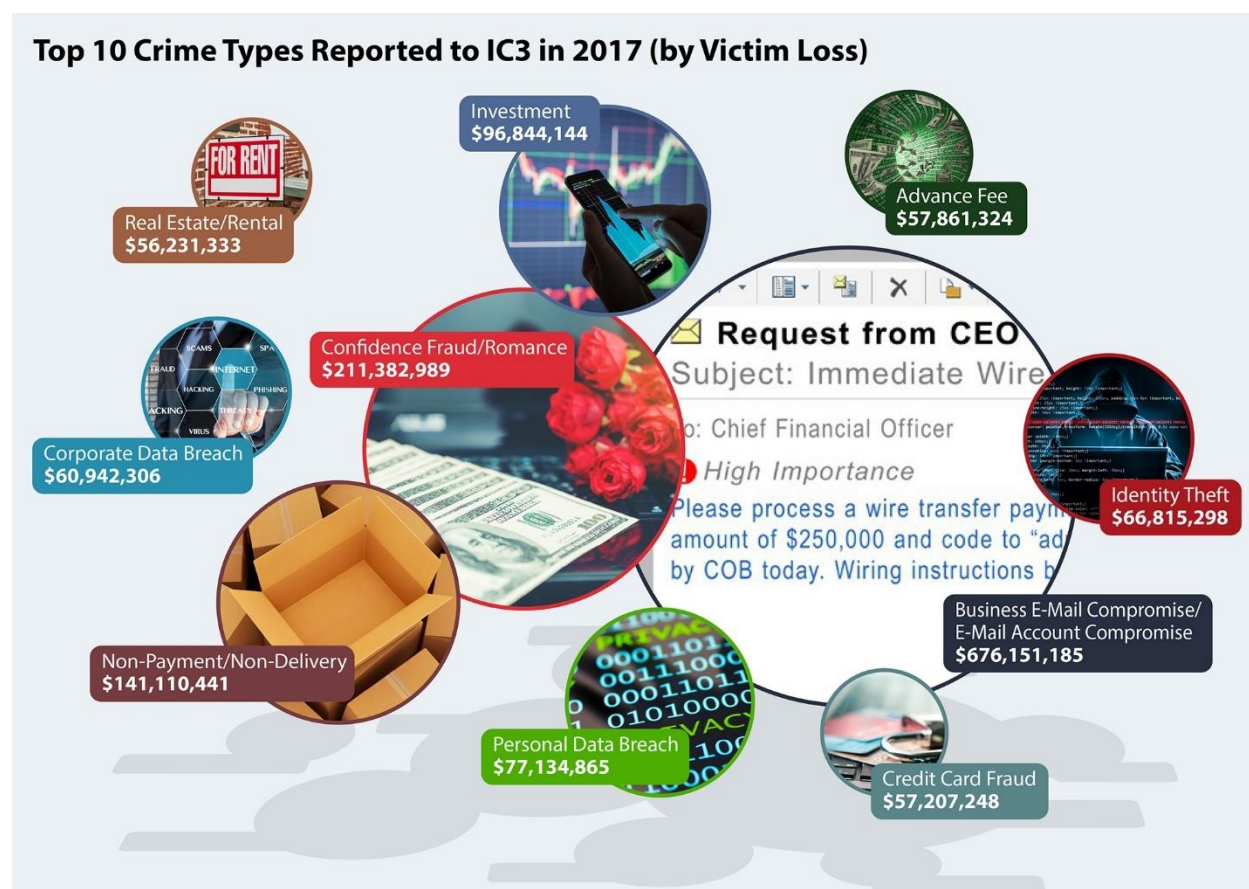 Top 10 Crime Types Reported to IC3 in 2017 (by Victim Loss)
Investment
$96,844,144
FOR RENT
Real Estate/Rental
$56,231,333
Advance Fee
$57,861,324
Confidence Fraud/Romance
$211,382,989
Request from CEO
Subject: Immediate Wire
o: Chief Financial Officer
High Importance
Please process a wire transfer paym
amount of $250,000 and code to “ad
by COB today. Wiring instructions b
SCAMS
SPA
FRAUD
INTERNET
HACKING
PHISHING
ACKING
THREATS
VIRUS
Corporate Data Breach
$60,942,306
Identity Theft
$66,815,298
Business E-Mail Compromise/
E-Mail Account Compromise
$676,151,185
Non-Payment/Non-Delivery
$141,110,441
PRIVAC
Personal Data Breach
$77,134,865
Credit Card Fraud
$57,207,248